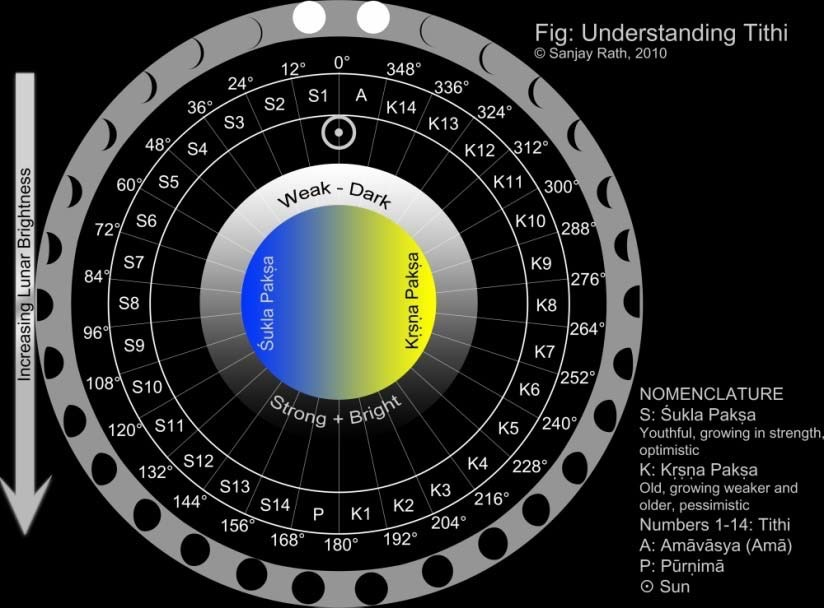 Fig: Understanding Tithi
© Sanjay Rath, 2010
Increasing Lunar Brightness
0°
12°
24°
36°
48°
60°
72°
84°
96°
108°
120°
132°
144°
156°
168°
180°
192°
204°
216°
228°
240°
252°
264°
276°
288°
300°
312°
324°
336°
348°
S1
S2
S3
S4
S5
S6
S7
S8
S9
S10
S11
S12
S13
S14
P
K1
K2
K3
K4
K5
K6
K7
K8
K9
K10
K11
K12
K13
K14
A
Weak - Dark
Śukla Pakṣa
Kṛṣṇa Pakṣa
Strong + Bright
NOMENCLATURE
S: Śukla Pakṣa
Youthful, growing in strength,
optimistic
K: Kṛṣṇa Pakṣa
Old, growing weaker and
older, pessimistic
Numbers 1-14: Tithi
A: Amāvāsya (Amā)
P: Pūrṇimā
☉ Sun